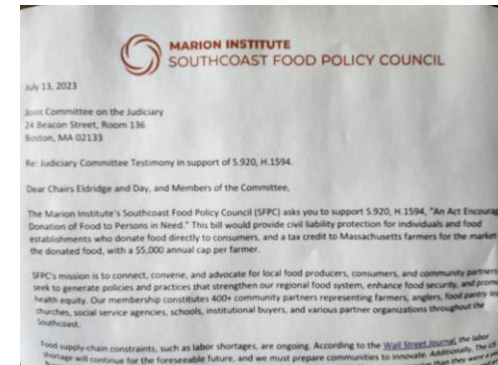 MARION INSTITUTE
SOUTHCOAST FOOD POLICY COUNCIL
July 13, 2023
Joint Committee on the Judiciary
24 Beacon Street, Room 136
Boston, MA 02133
Re: Judiciary Committee Testimony in support of S.920, H.1594.
Dear Chairs Eldridge and Day, and Members of the Committee,
The Marion Institute's Southcoast Food Policy Council (SFPC) asks you to support S.920, H.1594, "An Act Encourag
Donation of Food to Persons in Need." This bill would provide civil liability protection for individuals and food
establishments who donate food directly to consumers, and a tax credit to Massachusetts farmers for the market
the donated food, with a $5,000 annual cap per farmer.
SFPC's mission is to connect, convene, and advocate for local food producers, consumers, and community partners
seek to generate policies and practices that strengthen our regional food system, enhance food security, and prom
health equity. Our membership constitutes 400+ community partners representing farmers, anglers, food pantry
churches, social service agencies, schools, institutional buyers, and various partner organizations throughout the
Southcoast.
Food supply-chain constraints, such as labor shortages, are ongoing. According to the Wall Street Journal, the labor
shortage will continue for the foreseeable future, and we must prepare communities to innovate. Additionally, The US
than they were a